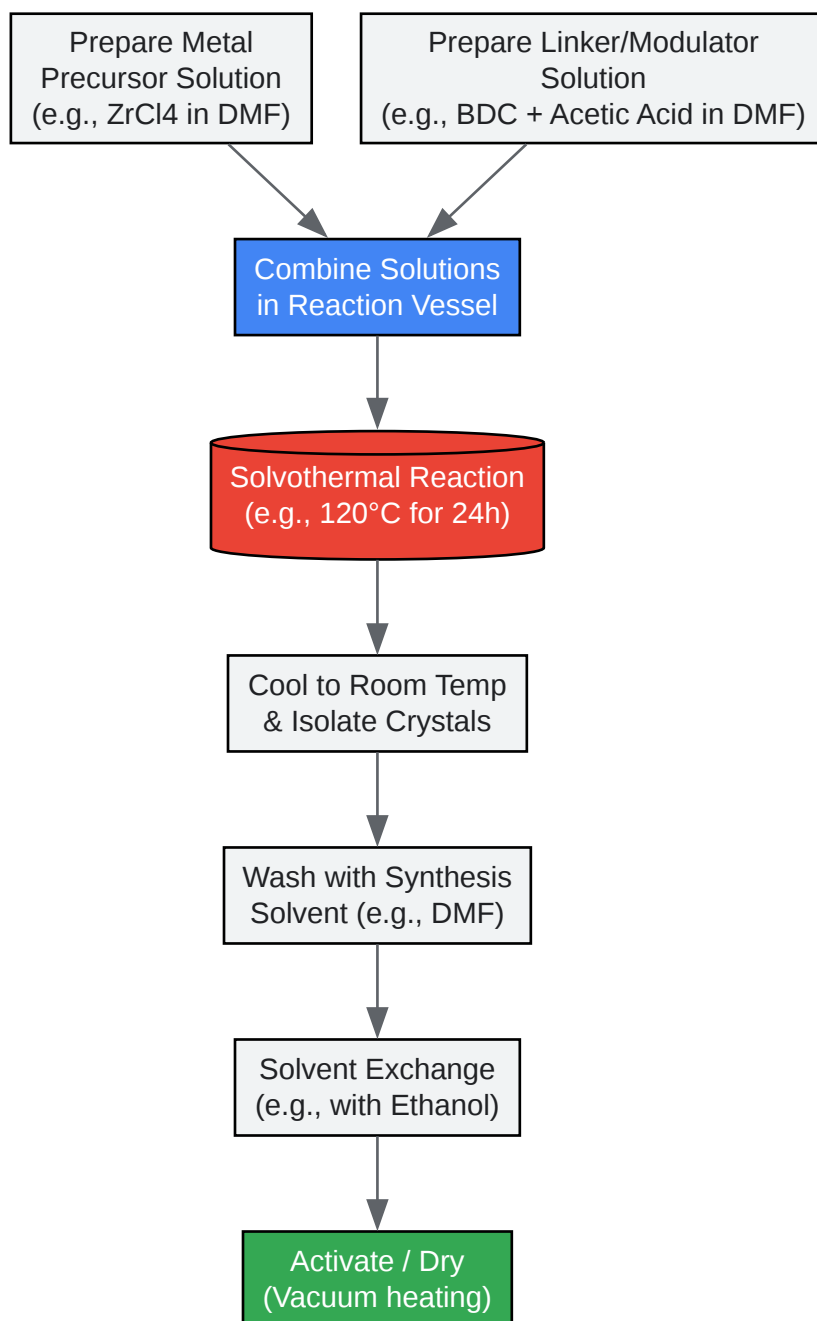 Prepare Metal
Precursor Solution
(e.g., ZrCl4 in DMF)
Prepare Linker/Modulator
Solution
(e.g., BDC + Acetic Acid in DMF)
Combine Solutions
in Reaction Vessel
Solvothermal Reaction
(e.g., 120°C for 24h)
Cool to Room Temp
& Isolate Crystals
Wash with Synthesis
Solvent (e.g., DMF)
Solvent Exchange
(e.g., with Ethanol)
Activate / Dry
(Vacuum heating)